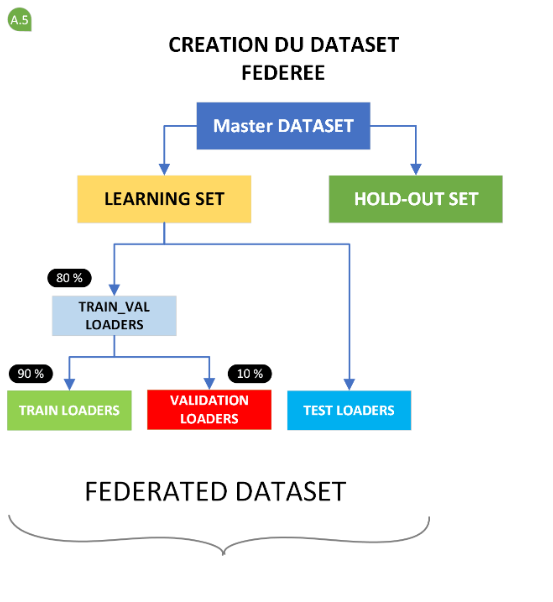 A.5
CREATION DU DATASET
FEDEREE
Master DATASET
LEARNING SET
HOLD-OUT SET
80 %
TRAIN_VAL
LOADERS
90 %
10 %
TRAIN LOADERS
VALIDATION
LOADERS
TEST LOADERS
FEDERATED DATASET